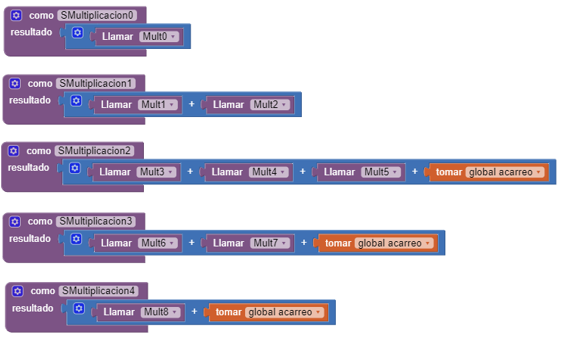 como SMultiplicacion0
resultado Llamar Mult0
como SMultiplicacion1
resultado Llamar Mult1 + Llamar Mult2
como SMultiplicacion2
resultado Llamar Mult3 + Llamar Mult4 + Llamar Mult5 + tomar global acarreo
como SMultiplicacion3
resultado Llamar Mult6 + Llamar Mult7 + tomar global acarreo
como SMultiplicacion4
resultado Llamar Mult8 + tomar global acarreo